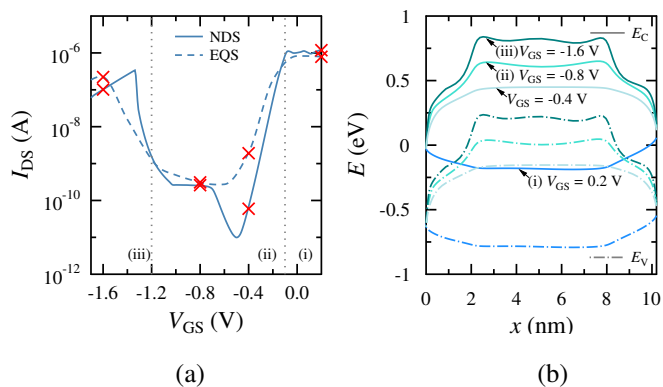 (a)
(b)
NDS
EQS
10⁻⁶
10⁻⁸
10⁻¹⁰
10⁻¹²
I_DS (A)
(iii)
(ii)
(i)
-1.6
-1.2
-0.8
-0.4
0.0
V_GS (V)
(a)
1
0.5
0
-0.5
-1
E (eV)
E_C
(iii) V_GS = -1.6 V
(ii) V_GS = -0.8 V
V_GS = -0.4 V
(i) V_GS = 0.2 V
E_V
0
2
4
6
8
10
x (nm)
(b)